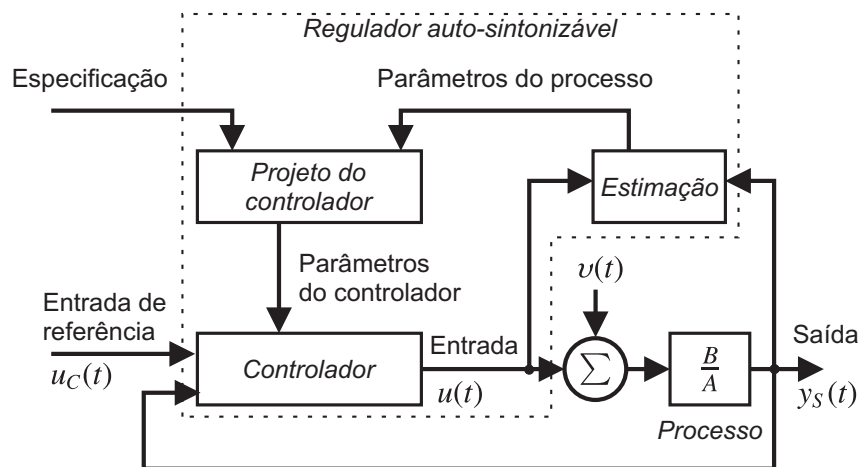 Regulador auto-sintonizável
Especificação
Parâmetros do processo
Projeto do
controlador
Estimação
Parâmetros
do controlador
υ(t)
Entrada de
referência
u_C(t)
Controlador
Entrada
u(t)
∑
B
A
Processo
Saída
y_S(t)